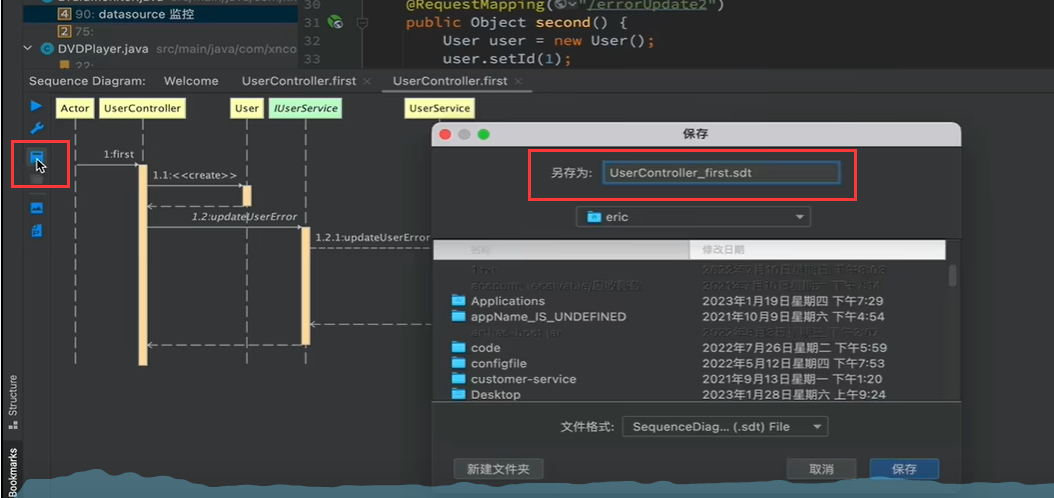 4 90: datasource 监控
2 75:
DVDPlayer.java src/main/java/com/xnco
30 @RequestMapping("/errorUpdate2")
31 public Object second() {
32 User user = new User();
33 user.setId(1);
Sequence Diagram: Welcome UserController.first × UserController.first ×
Actor UserController User IUserService UserService
1:first
1.1:<<create>>
1.2:updateUserError
1.2.1:updateUserError
保存
另存为: UserController_first.sdt
eric
名称 修改日期
Applications 2023年1月19日星期四 下午7:29
appName_IS_UNDEFINED 2021年10月9日星期六 下午4:54
code 2022年7月26日星期二 下午5:59
configfile 2022年5月12日星期四 下午7:53
customer-service 2021年9月13日星期一 下午1:20
Desktop 2023年1月28日星期六 上午9:24
文件格式: SequenceDiag... (.sdt) File
新建文件夹 取消 保存
Structure
Bookmarks